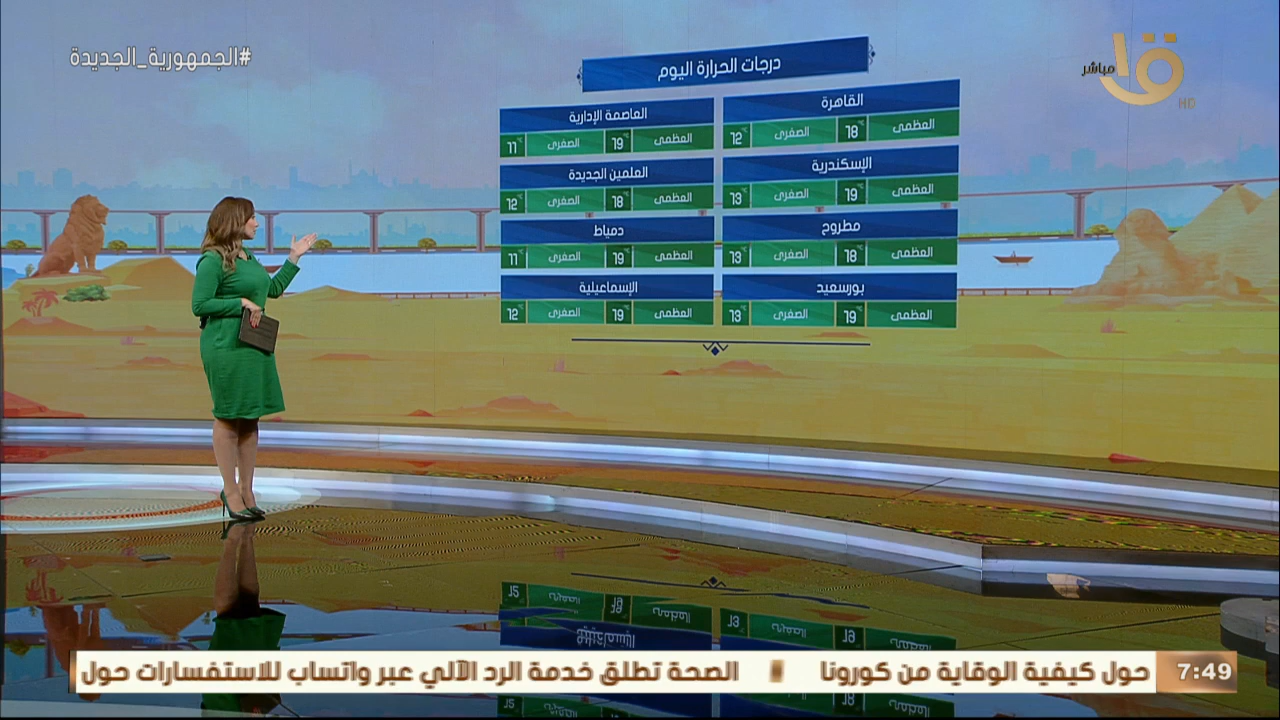 #الجمهورية_الجديدة
مباشر
HD
درجات الحرارة اليوم
القاهرة
العظمى 18 الصغرى 12
العاصمة الإدارية
العظمى 19 الصغرى 11
الإسكندرية
العظمى 19 الصغرى 13
العلمين الجديدة
العظمى 18 الصغرى 12
مطروح
العظمى 18 الصغرى 13
دمياط
العظمى 19 الصغرى 11
بورسعيد
العظمى 19 الصغرى 13
الإسماعيلية
العظمى 19 الصغرى 12
7:49 حول كيفية الوقاية من كورونا الصحة تطلق خدمة الرد الآلي عبر واتساب للاستفسارات حول